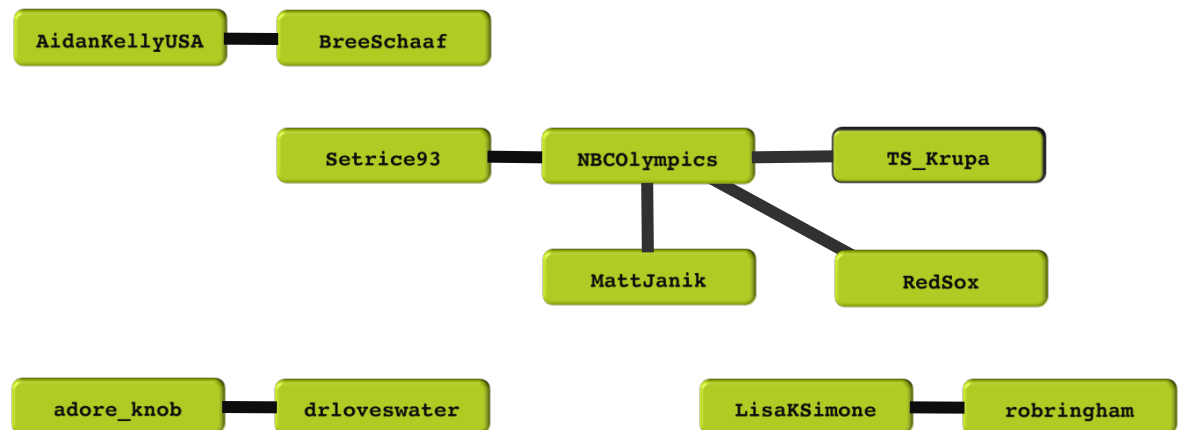 AidanKellyUSA
BreeSchaaf
Setrice93
NBCOlympics
TS_Krupa
MattJanik
RedSox
adore_knob
drloveswater
LisaKSimone
robringham